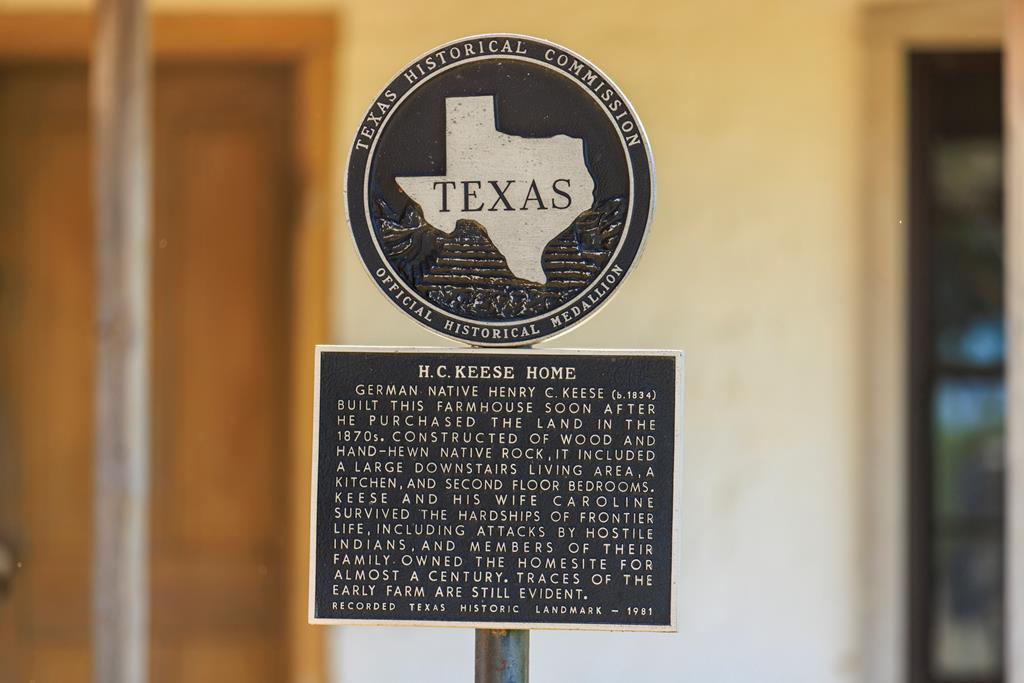 TEXAS HISTORICAL COMMISSION
TEXAS
OFFICIAL HISTORICAL MEDALLION
H.C. KEESE HOME
GERMAN NATIVE HENRY C. KEESE (b.1834)
BUILT THIS FARMHOUSE SOON AFTER
HE PURCHASED THE LAND IN THE
1870s. CONSTRUCTED OF WOOD AND
HAND-HEWN NATIVE ROCK, IT INCLUDED
A LARGE DOWNSTAIRS LIVING AREA, A
KITCHEN, AND SECOND FLOOR BEDROOMS.
KEESE AND HIS WIFE CAROLINE
SURVIVED THE HARDSHIPS OF FRONTIER
LIFE, INCLUDING ATTACKS BY HOSTILE
INDIANS, AND MEMBERS OF THEIR
FAMILY OWNED THE HOMESITE FOR
ALMOST A CENTURY. TRACES OF THE
EARLY FARM ARE STILL EVIDENT.
RECORDED TEXAS HISTORIC LANDMARK – 1981